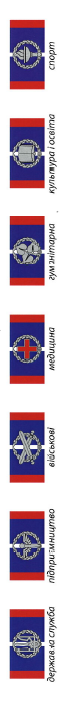 спорт
культура і освіта
гуманітарна
медицина
військові
підприємництво
державна служба